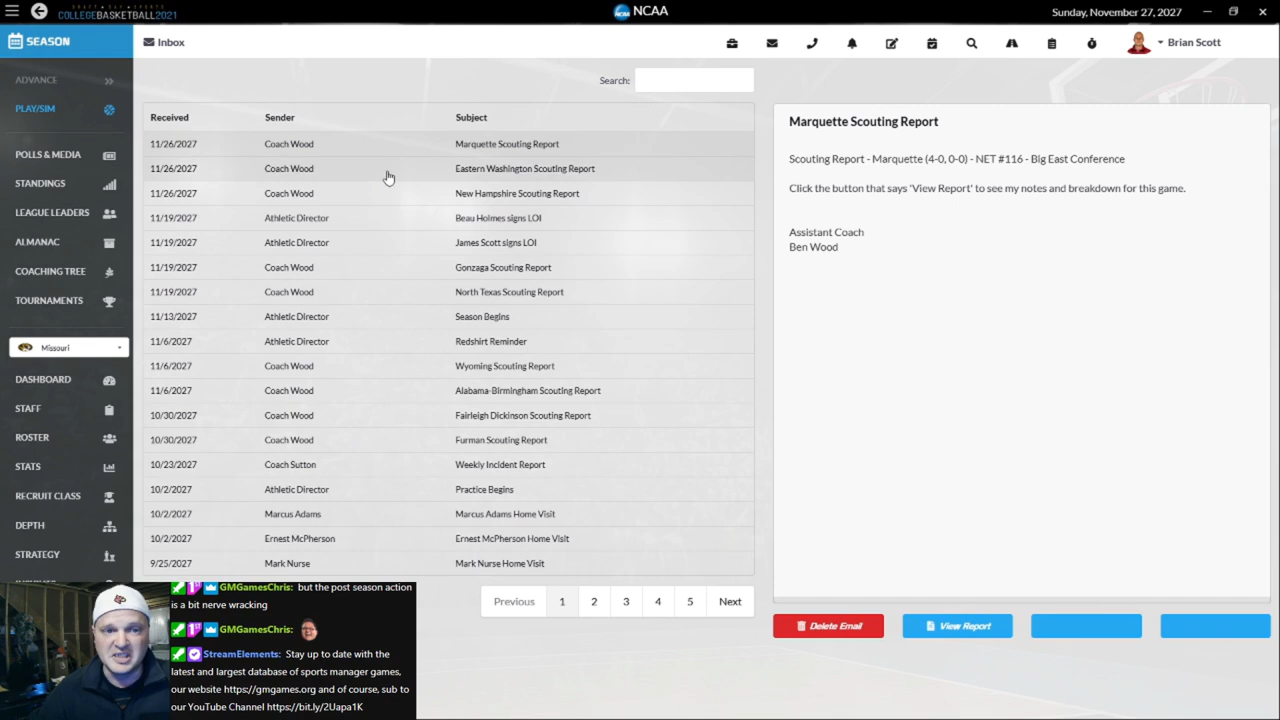 DRAFT DAY SPORTS
COLLEGEBASKETBALL2021
NCAA
Sunday, November 27, 2027
SEASON
Inbox
Brian Scott
ADVANCE
PLAY/SIM
POLLS & MEDIA
STANDINGS
LEAGUE LEADERS
ALMANAC
COACHING TREE
TOURNAMENTS
Missouri
DASHBOARD
STAFF
ROSTER
STATS
RECRUIT CLASS
DEPTH
STRATEGY
Search:
Received Sender Subject
11/26/2027 Coach Wood Marquette Scouting Report
11/26/2027 Coach Wood Eastern Washington Scouting Report
11/26/2027 Coach Wood New Hampshire Scouting Report
11/19/2027 Athletic Director Beau Holmes signs LOI
11/19/2027 Athletic Director James Scott signs LOI
11/19/2027 Coach Wood Gonzaga Scouting Report
11/19/2027 Coach Wood North Texas Scouting Report
11/13/2027 Athletic Director Season Begins
11/6/2027 Athletic Director Redshirt Reminder
11/6/2027 Coach Wood Wyoming Scouting Report
11/6/2027 Coach Wood Alabama-Birmingham Scouting Report
10/30/2027 Coach Wood Fairleigh Dickinson Scouting Report
10/30/2027 Coach Wood Furman Scouting Report
10/23/2027 Coach Sutton Weekly Incident Report
10/2/2027 Athletic Director Practice Begins
10/2/2027 Marcus Adams Marcus Adams Home Visit
10/2/2027 Ernest McPherson Ernest McPherson Home Visit
9/25/2027 Mark Nurse Mark Nurse Home Visit
Previous 1 2 3 4 5 Next
Marquette Scouting Report
Scouting Report - Marquette (4-0, 0-0) - NET #116 - Big East Conference
Click the button that says 'View Report' to see my notes and breakdown for this game.
Assistant Coach
Ben Wood
Delete Email
View Report
GMGamesChris: but the post season action
is a bit nerve wracking
GMGamesChris:
StreamElements: Stay up to date with the
latest and largest database of sports manager games,
our website https://gmgames.org and of course, sub to
our YouTube Channel https://bit.ly/2Uapa1K